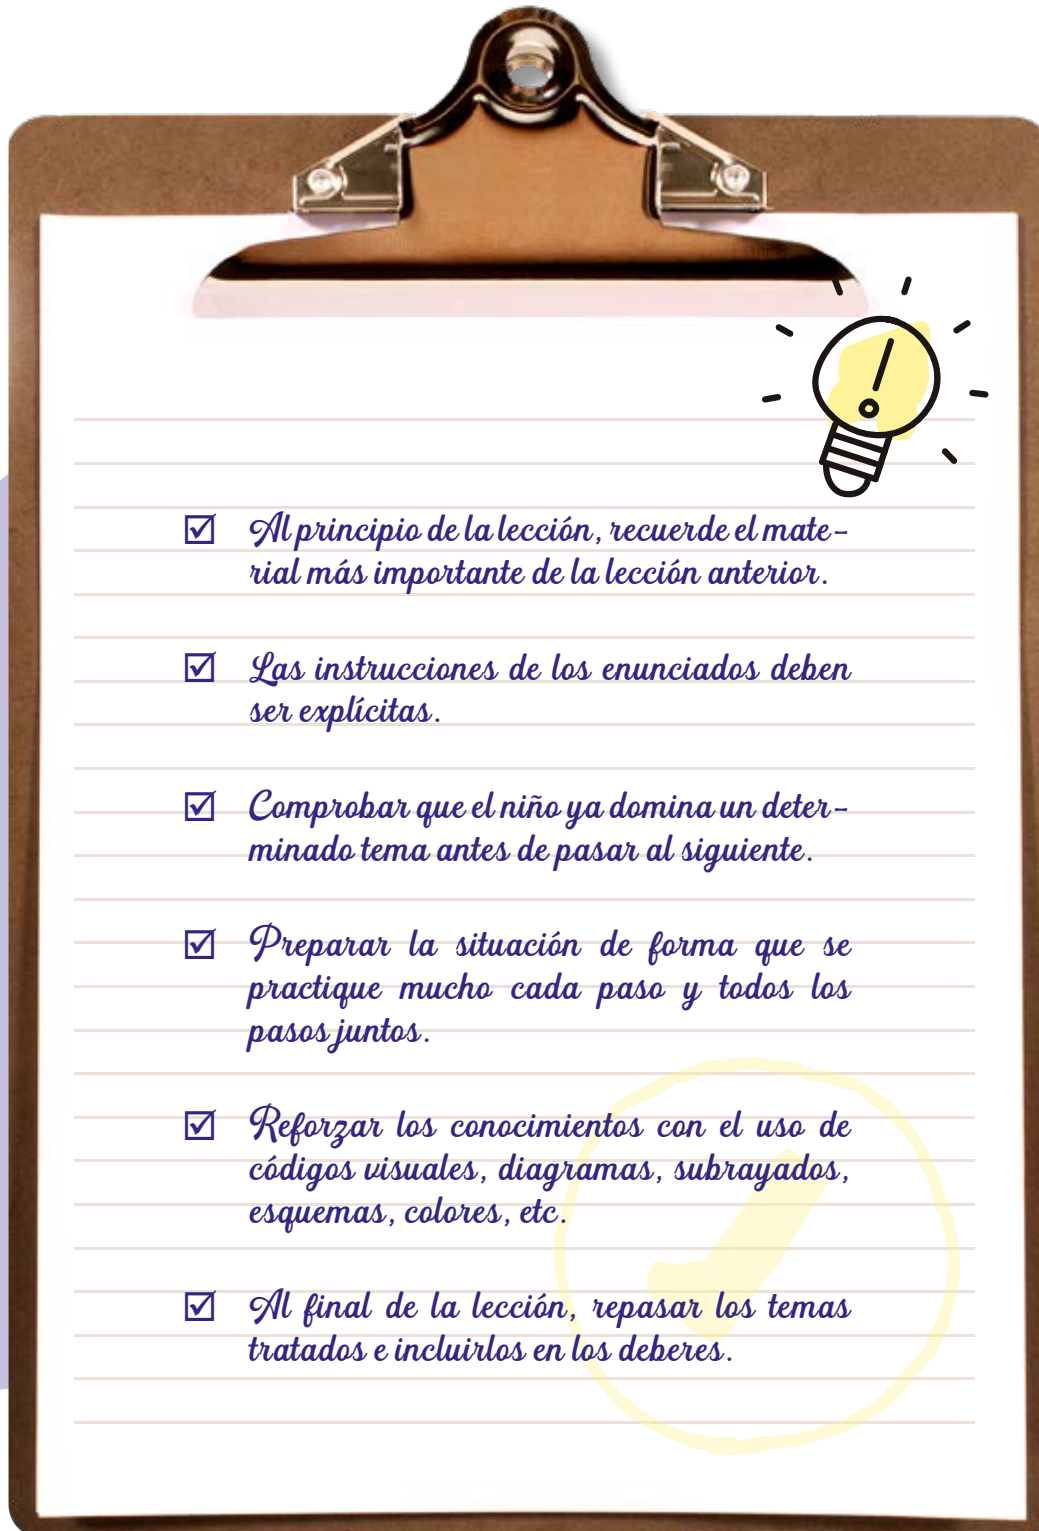 ☑ Al principio de la lección, recuerde el mate-
rial más importante de la lección anterior.
☑ Las instrucciones de los enunciados deben
ser explícitas.
☑ Comprobar que el niño ya domina un deter-
minado tema antes de pasar al siguiente.
☑ Preparar la situación de forma que se
practique mucho cada paso y todos los
pasos juntos.
☑ Reforzar los conocimientos con el uso de
códigos visuales, diagramas, subrayados,
esquemas, colores, etc.
☑ Al final de la lección, repasar los temas
tratados e incluirlos en los deberes.